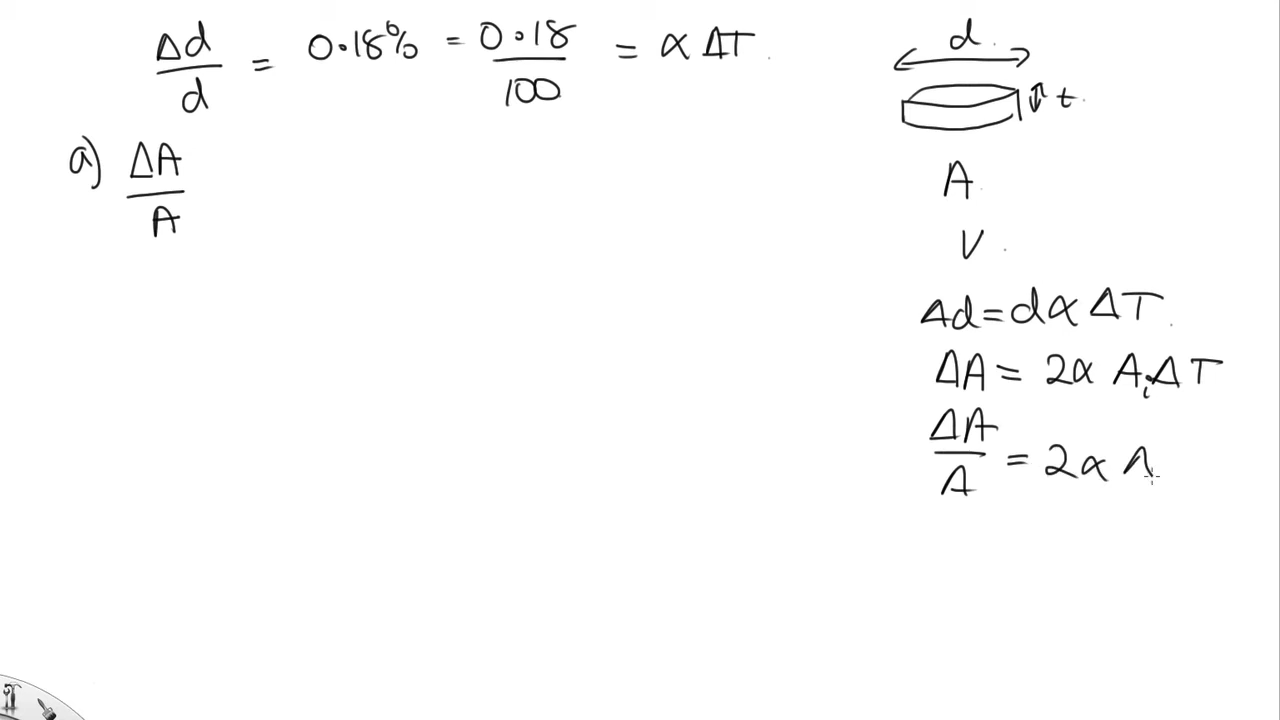 Δd/d = 0.18% = 0.18/100 = α ΔT
d
t
a) ΔA/A
A
V
Δd = dα ΔT
ΔA = 2α A, ΔT
ΔA/A = 2α